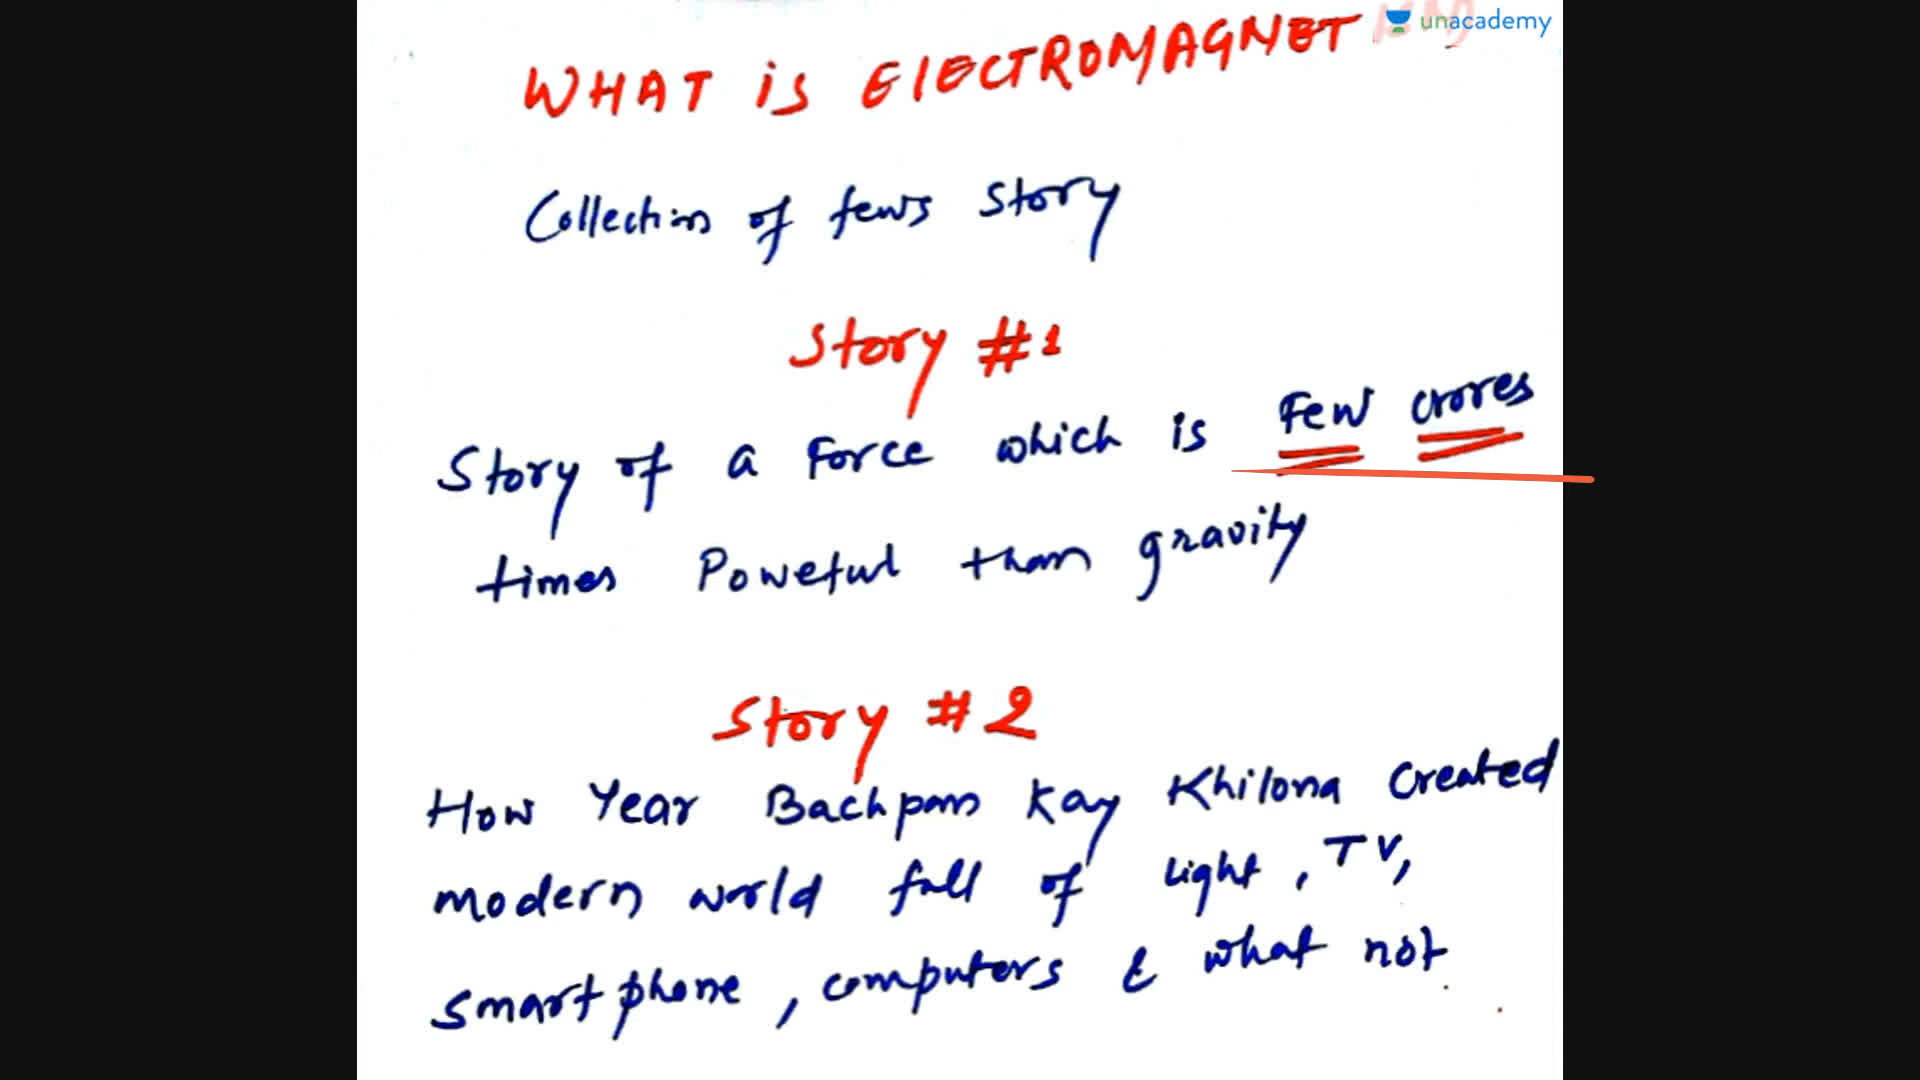 WHAT iS ElECTROMAGNET
unacademy
Collection of fews story
Story #1
Story of a Force which is Few crores
times Poweful than gravity
Story #2
How Year Bachpan Kay Khilona created
modern world full of light, TV,
smartphone, computers & what not